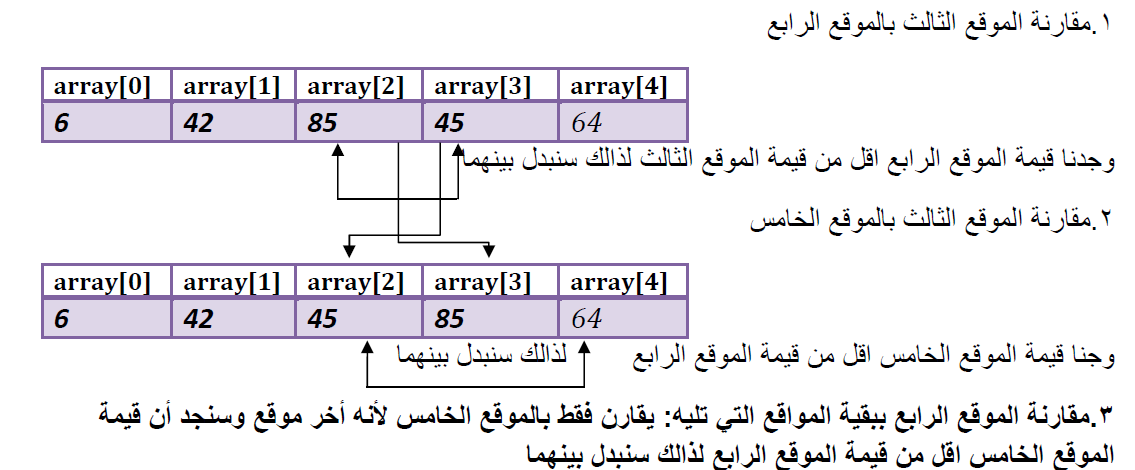 ١.مقارنة الموقع الثالث بالموقع الرابع
array[0] array[1] array[2] array[3] array[4]
6 42 85 45 64
وجدنا قيمة الموقع الرابع اقل من قيمة الموقع الثالث لذالك سنبدل بينهما
٢.مقارنة الموقع الثالث بالموقع الخامس
array[0] array[1] array[2] array[3] array[4]
6 42 45 85 64
وجنا قيمة الموقع الخامس اقل من قيمة الموقع الرابع لذالك سنبدل بينهما
٣.مقارنة الموقع الرابع ببقية المواقع التي تليه: يقارن فقط بالموقع الخامس لأنه أخر موقع وسنجد أن قيمة
الموقع الخامس اقل من قيمة الموقع الرابع لذالك سنبدل بينهما